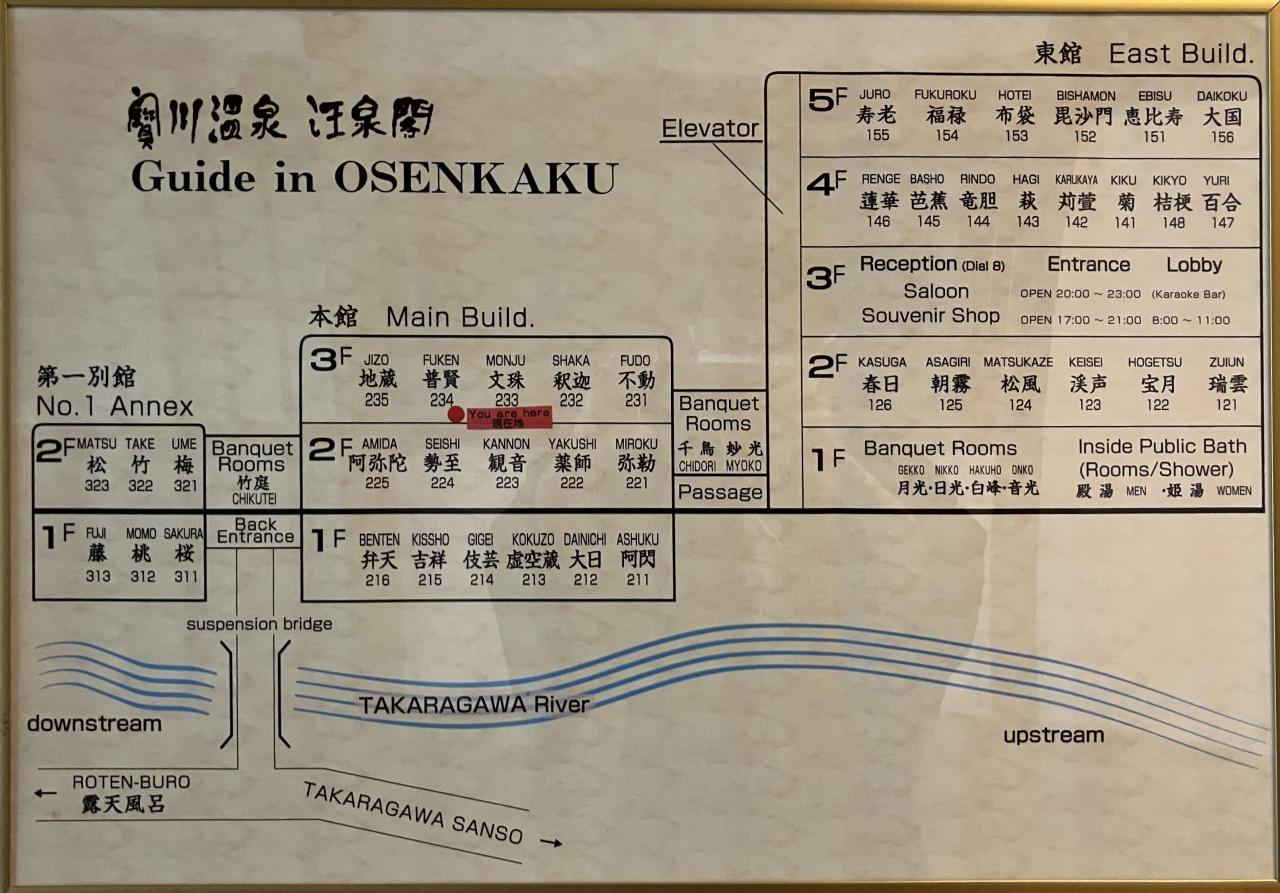 寳川温泉 汪泉閣
Guide in OSENKAKU
東館 East Build.
Elevator
5F JURO FUKUROKU HOTEI BISHAMON EBISU DAIKOKU
寿老 福禄 布袋 毘沙門 恵比寿 大国
155 154 153 152 151 156
4F RENGE BASHO RINDO HAGI KARUKAYA KIKU KIKYO YURI
蓮華 芭蕉 竜胆 萩 苅萱 菊 桔梗 百合
146 145 144 143 142 141 148 147
3F Reception (Dial 8) Entrance Lobby
Saloon OPEN 20:00 ~ 23:00 (Karaoke Bar)
Souvenir Shop OPEN 17:00 ~ 21:00 8:00 ~ 11:00
2F KASUGA ASAGIRI MATSUKAZE KEISEI HOGETSU ZUIUN
春日 朝霧 松風 渓声 宝月 瑞雲
126 125 124 123 122 121
1F Banquet Rooms
GEKKO NIKKO HAKUHO ONKO
月光・日光・白峰・音光
Inside Public Bath
(Rooms/Shower)
殿湯 MEN ・姫湯 WOMEN
本館 Main Build.
3F JIZO FUKEN MONJU SHAKA FUDO
地蔵 普賢 文珠 釈迦 不動
235 234 233 232 231
You are here
現在地
2F AMIDA SEISHI KANNON YAKUSHI MIROKU
阿弥陀 勢至 観音 薬師 弥勒
225 224 223 222 221
1F BENTEN KISSHO GIGEI KOKUZO DAINICHI ASHUKU
弁天 吉祥 伎芸 虚空蔵 大日 阿閃
216 215 214 213 212 211
Banquet
Rooms
千鳥 妙光
CHIDORI MYOKO
Passage
第一別館
No.1 Annex
2F MATSU TAKE UME
松 竹 梅
323 322 321
1F FUJI MOMO SAKURA
藤 桃 桜
313 312 311
Banquet
Rooms
竹庭
CHIKUTEI
Back
Entrance
suspension bridge
TAKARAGAWA River
downstream
upstream
← ROTEN-BURO
露天風呂
TAKARAGAWA SANSO →